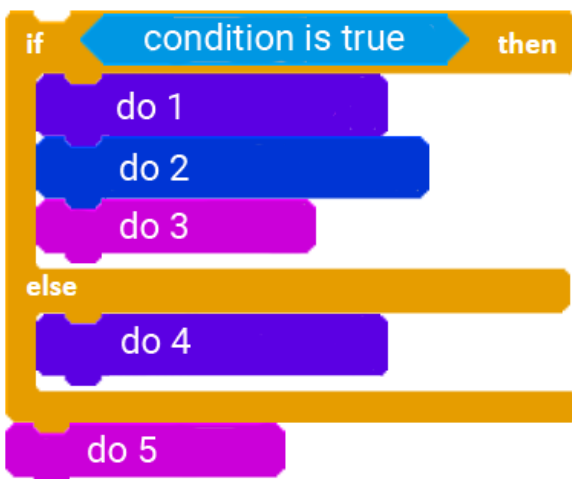 if condition is true then
do 1
do 2
do 3
else
do 4
do 5